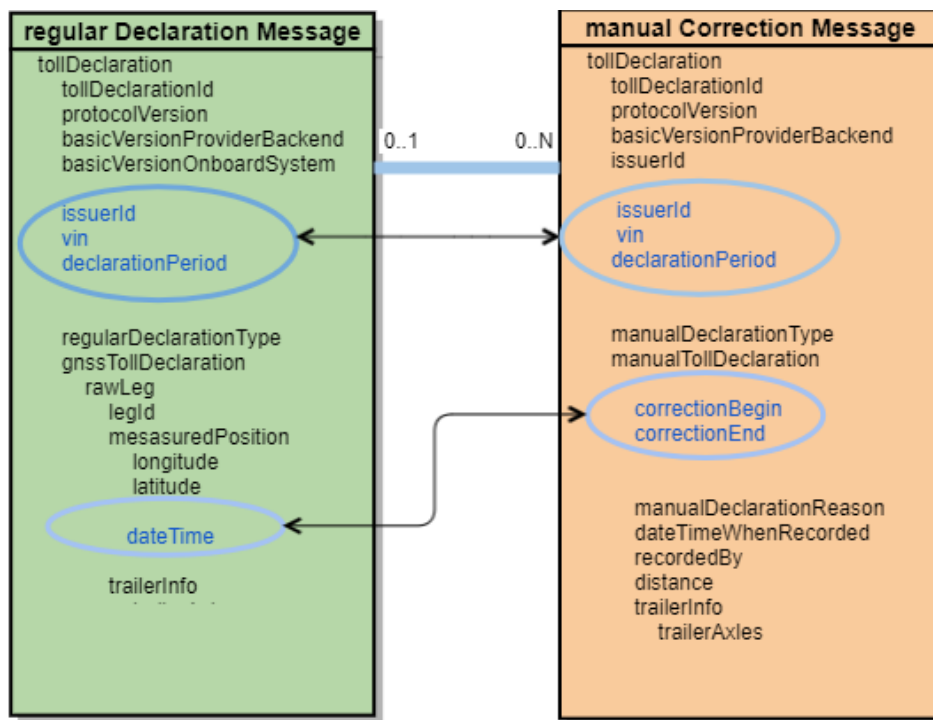 regular Declaration Message
tollDeclaration
tollDeclarationId
protocolVersion
basicVersionProviderBackend
basicVersionOnboardSystem
issuerId
vin
declarationPeriod
regularDeclarationType
gnssTollDeclaration
rawLeg
legId
mesasuredPosition
longitude
latitude
dateTime
trailerInfo
0..1
0..N
manual Correction Message
tollDeclaration
tollDeclarationId
protocolVersion
basicVersionProviderBackend
issuerId
issuerId
vin
declarationPeriod
manualDeclarationType
manualTollDeclaration
correctionBegin
correctionEnd
manualDeclarationReason
dateTimeWhenRecorded
recordedBy
distance
trailerInfo
trailerAxles